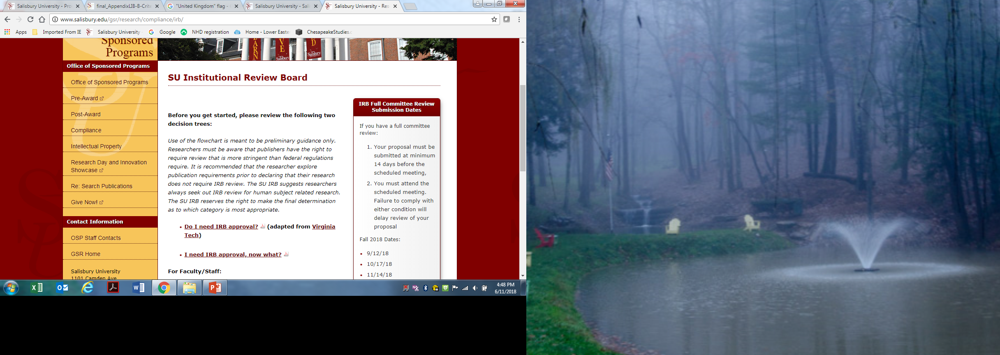 Salisbury University - Pro
final_AppendixLIB-B-Crite
"United Kingdom" flag -
Salisbury University - Sal
Salisbury University - Res
www.salisbury.edu/gsr/research/compliance/irb/
Apps
Imported From IE
Salisbury University
Google
NHD registration
Home - Lower Easter
ChesapeakeStudies.c
Sponsored
Programs
EARN
VE
D
Salisbury
Salisbury
Office of Sponsored Programs
Office of Sponsored Programs
Pre-Award
Post-Award
Compliance
Intellectual Property
Research Day and Innovation
Showcase
Re: Search Publications
Give Now!
Contact Information
OSP Staff Contacts
GSR Home
Salisbury University
1101 Camden Ave
SU Institutional Review Board
Before you get started, please review the following two
decision trees:
Use of the flowchart is meant to be preliminary guidance only.
Researchers must be aware that publishers have the right to
require review that is more stringent than federal regulations
require. It is recommended that the researcher explore
publication requirements prior to declaring that their research
does not require IRB review. The SU IRB suggests researchers
always seek out IRB review for human subject related research.
The SU IRB reserves the right to make the final determination
as to which category is most appropriate.
• Do I need IRB approval? (adapted from Virginia
Tech)
• I need IRB approval, now what?
For Faculty/Staff:
IRB Full Committee Review
Submission Dates
If you have a full committee
review:
1. Your proposal must be
submitted at minimum
14 days before the
scheduled meeting,
2. You must attend the
scheduled meeting.
Failure to comply with
either condition will
delay review of your
proposal
Fall 2018 Dates:
• 9/12/18
• 10/17/18
• 11/14/18
4:48 PM
6/11/2018